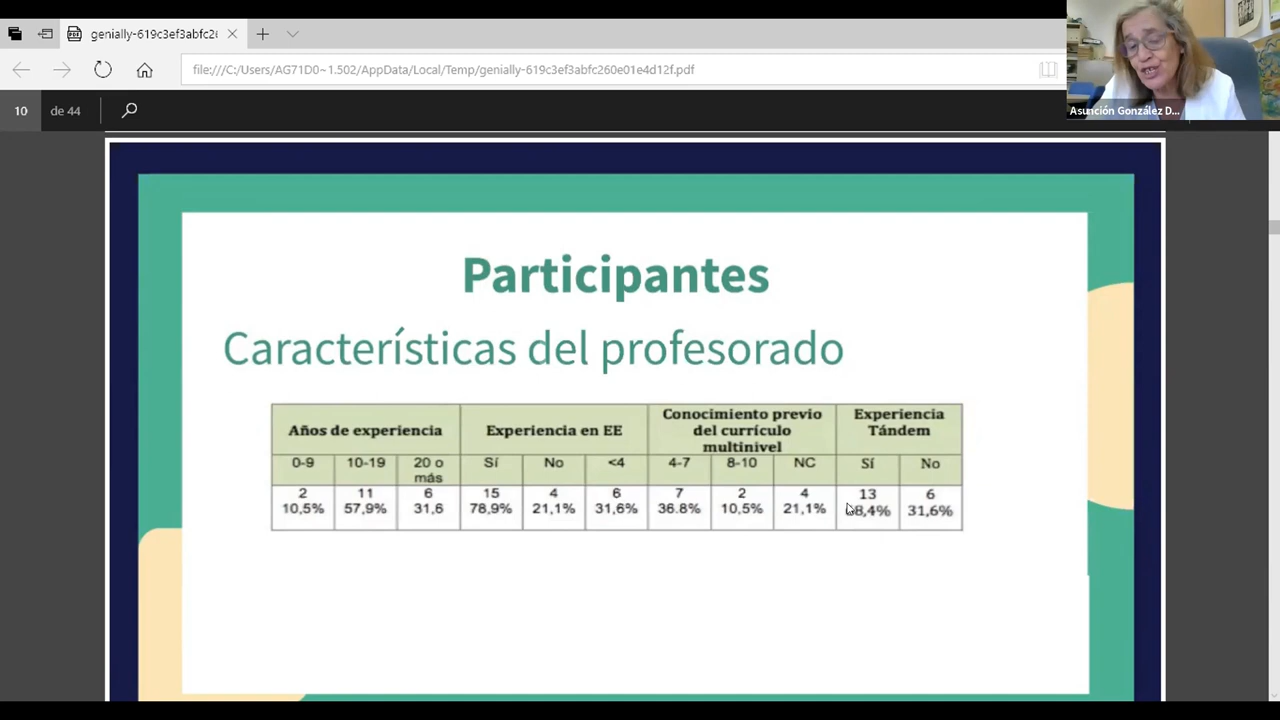 genially-619c3ef3abfc26
file:///C:/Users/AG71D0~1.502/AppData/Local/Temp/genially-619c3ef3abfc260e01e4d12f.pdf
10 de 44
Asunción González D...
Participantes
Características del profesorado
Años de experiencia Experiencia en EE Conocimiento previo del currículo multinivel Experiencia Tándem
0-9 10-19 20 o más Sí No <4 4-7 8-10 NC Sí No
2 11 6 15 4 6 7 2 4 13 6
10,5% 57,9% 31,6 78,9% 21,1% 31,6% 36.8% 10,5% 21,1% 8,4% 31,6%